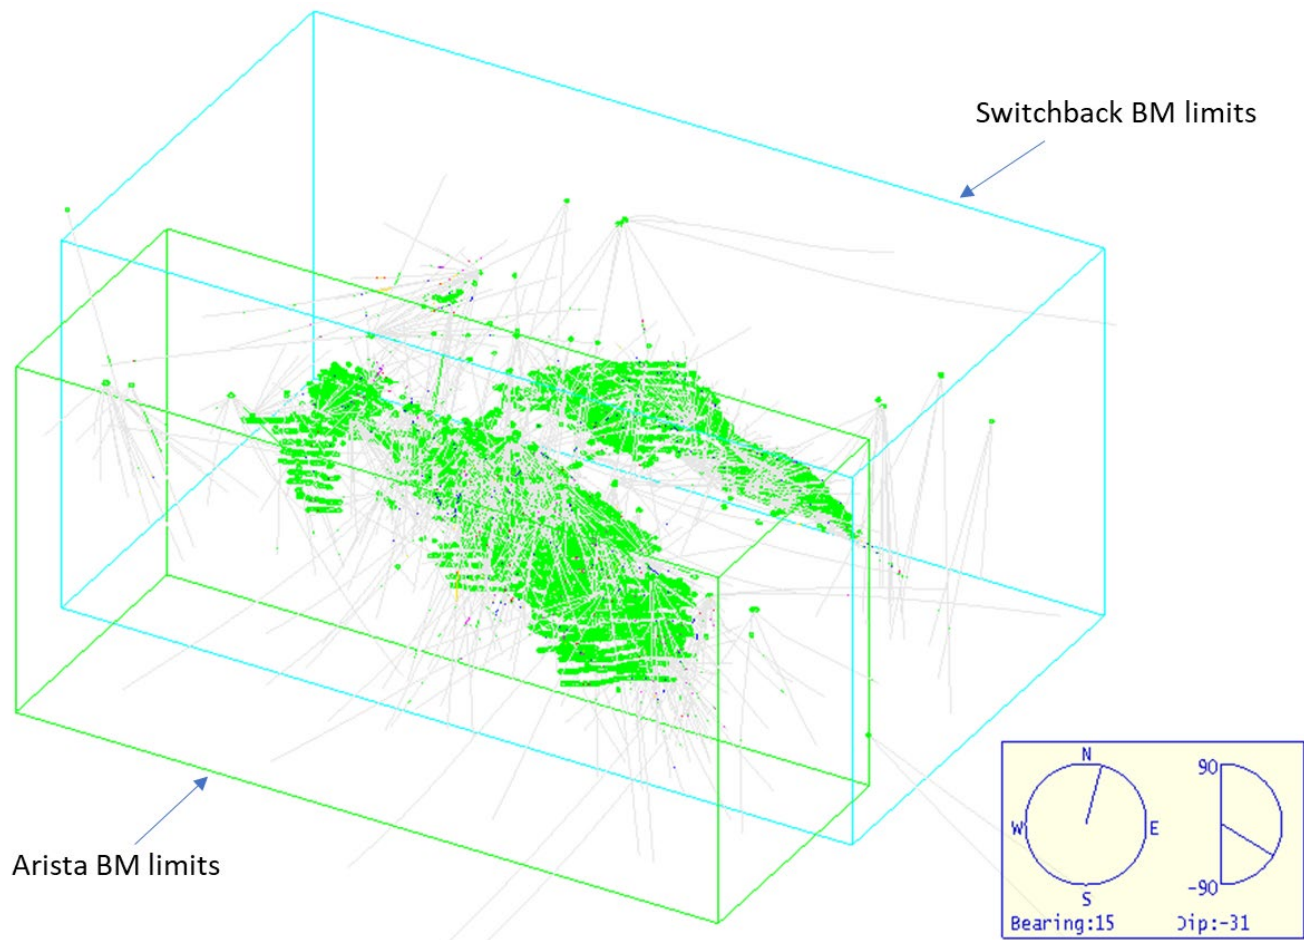 Switchback BM limits
Arista BM limits
N
90
W
E
S
-90
Bearing:15
Dip:-31